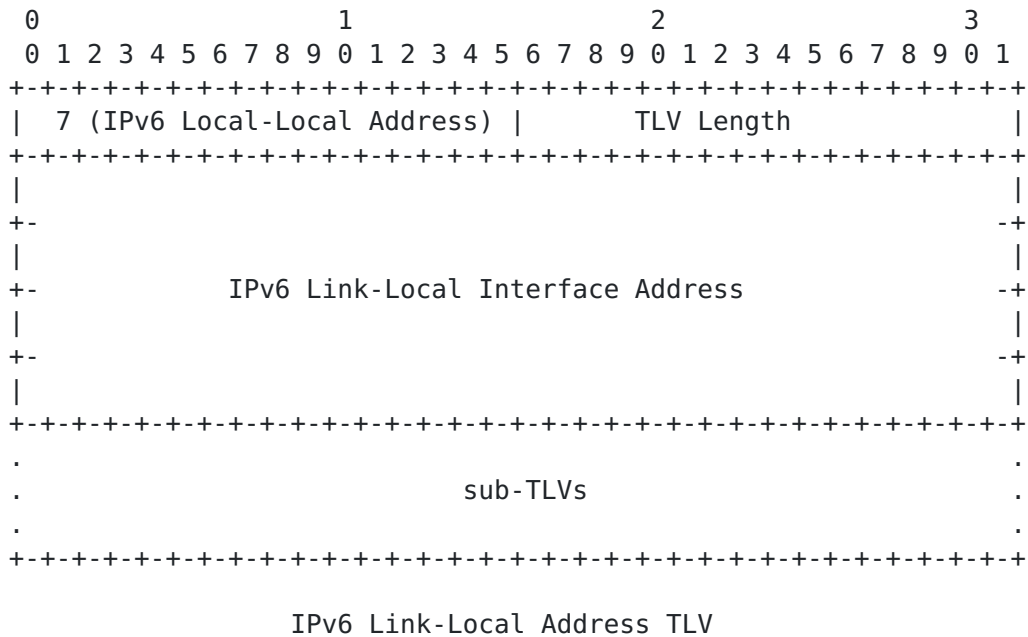 0                   1                   2                   3
 0 1 2 3 4 5 6 7 8 9 0 1 2 3 4 5 6 7 8 9 0 1 2 3 4 5 6 7 8 9 0 1
+-+-+-+-+-+-+-+-+-+-+-+-+-+-+-+-+-+-+-+-+-+-+-+-+-+-+-+-+-+-+-+-+
|  7 (IPv6 Local-Local Address) |       TLV Length              |
+-+-+-+-+-+-+-+-+-+-+-+-+-+-+-+-+-+-+-+-+-+-+-+-+-+-+-+-+-+-+-+-+
|                                                               |
+-                                                             -+
|                                                               |
+-            IPv6 Link-Local Interface Address                -+
|                                                               |
+-                                                             -+
|                                                               |
+-+-+-+-+-+-+-+-+-+-+-+-+-+-+-+-+-+-+-+-+-+-+-+-+-+-+-+-+-+-+-+-+
.                                                               .
.                            sub-TLVs                           .
.                                                               .
+-+-+-+-+-+-+-+-+-+-+-+-+-+-+-+-+-+-+-+-+-+-+-+-+-+-+-+-+-+-+-+-+
                  IPv6 Link-Local Address TLV